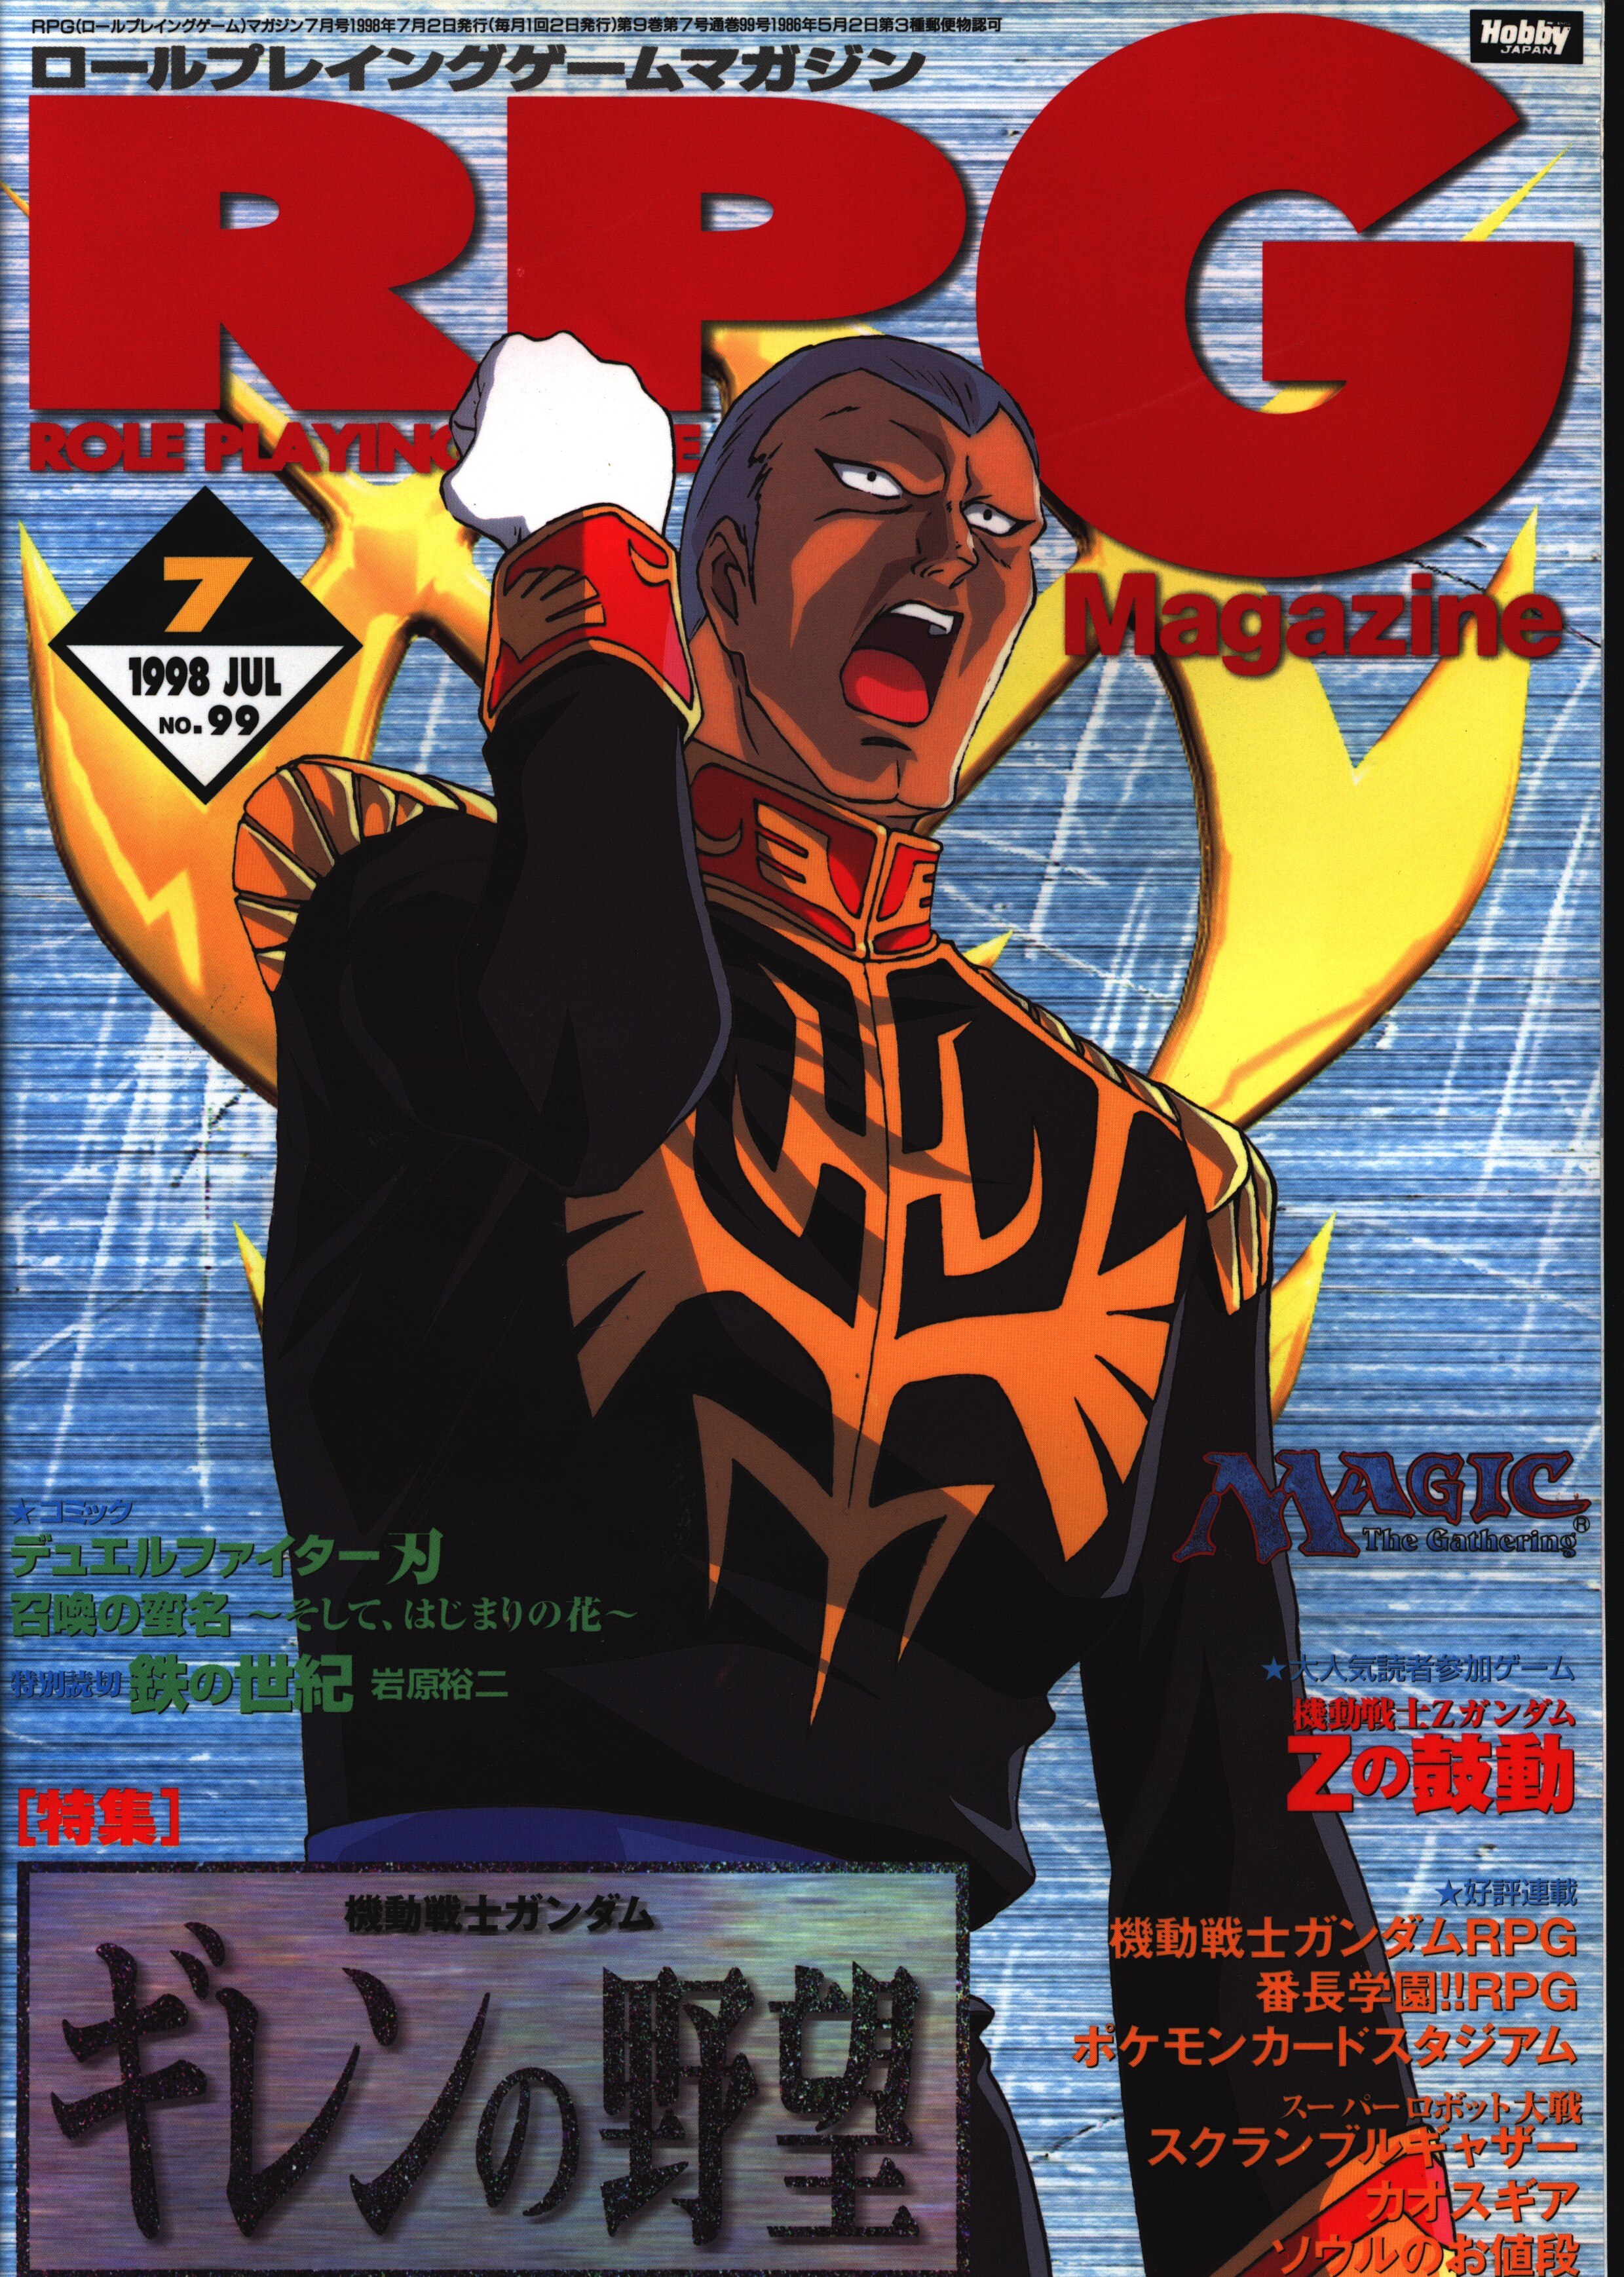 RPG(ロールプレイングゲーム)マガジン7月号1998年7月2日発行(毎月1回2日発行)第9巻第7号通巻99号1986年5月2日第3種郵便物認可
Hobby
JAPAN
ロールプレイングゲームマガジン
RPG
ROLE PLAYING
Magazine
7
1998 JUL
NO.99
MAGIC
The Gathering®
★コミック
デュエルファイター刃
召喚の蛮名 ～そして、はじまりの花～
特別読切 鉄の世紀 岩原裕二
★大人気読者参加ゲーム
機動戦士Zガンダム
Zの鼓動
[特集]
機動戦士ガンダム
ギレンの野望
★好評連載
機動戦士ガンダムRPG
番長学園!!RPG
ポケモンカードスタジアム
スーパーロボット大戦
スクランブルギャザー
カオスギア
ソウルのお値段